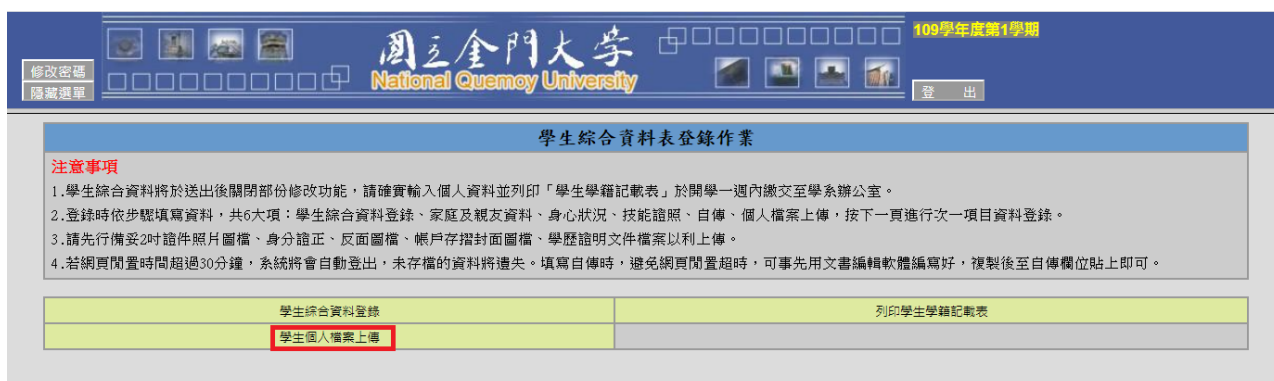 國立金門大學
109學年度第1學期
National Quemoy University
修改密碼
隱藏選單
登 出
學生綜合資料表登錄作業
注意事項
1.學生綜合資料將於送出後關閉部份修改功能，請確實輸入個人資料並列印「學生學籍記載表」於開學一週內繳交至學系辦公室。
2.登錄時依步驟填寫資料，共6大項：學生綜合資料登錄、家庭及親友資料、身心狀況、技能證照、自傳、個人檔案上傳，按下一頁進行次一項目資料登錄。
3.請先行備妥2吋證件照片圖檔、身分證正、反面圖檔、帳戶存摺封面圖檔、學歷證明文件檔案以利上傳。
4.若網頁閒置時間超過30分鐘，系統將會自動登出，未存檔的資料將遺失。填寫自傳時，避免網頁閒置超時，可事先用文書編輯軟體編寫好，複製後至自傳欄位貼上即可。
學生綜合資料登錄
列印學生學籍記載表
學生個人檔案上傳